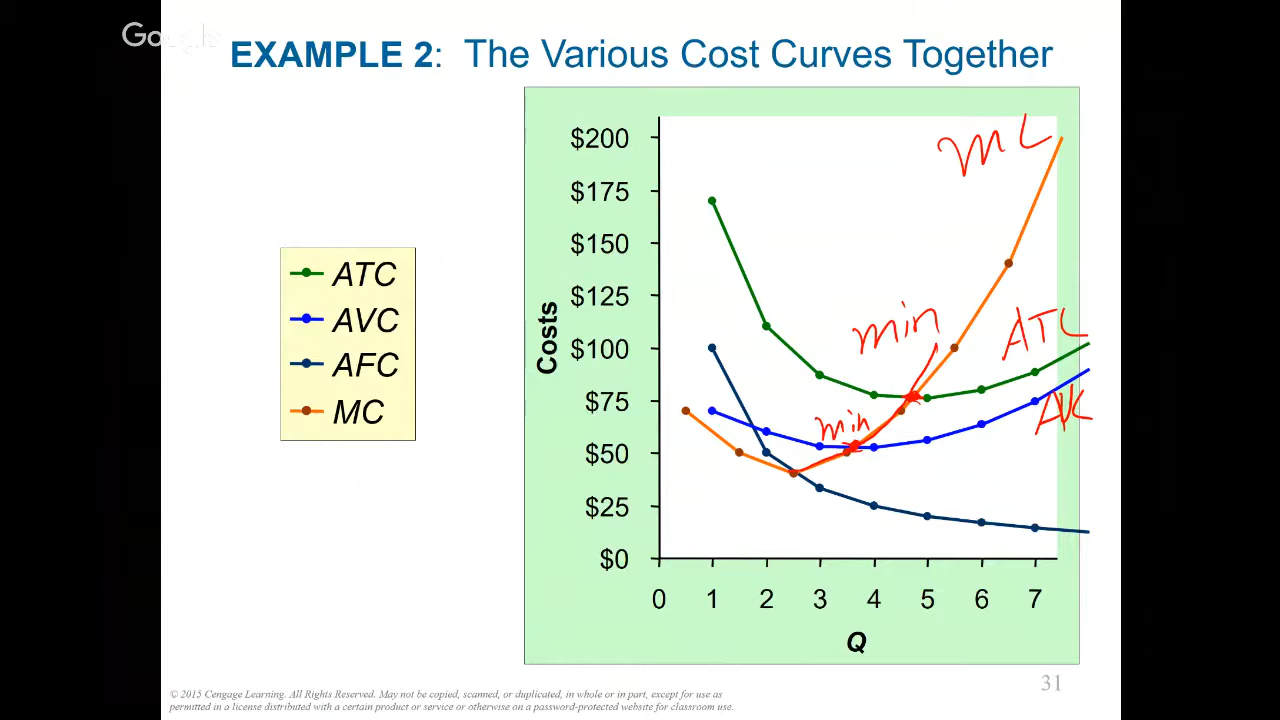 EXAMPLE 2: The Various Cost Curves Together
ATC
AVC
AFC
MC
Costs
$200
$175
$150
$125
$100
$75
$50
$25
$0
0 1 2 3 4 5 6 7
Q
MC
min
ATC
min
AVC
© 2015 Cengage Learning. All Rights Reserved. May not be copied, scanned, or duplicated, in whole or in part, except for use as
permitted in a license distributed with a certain product or service or otherwise on a password-protected website for classroom use.
31